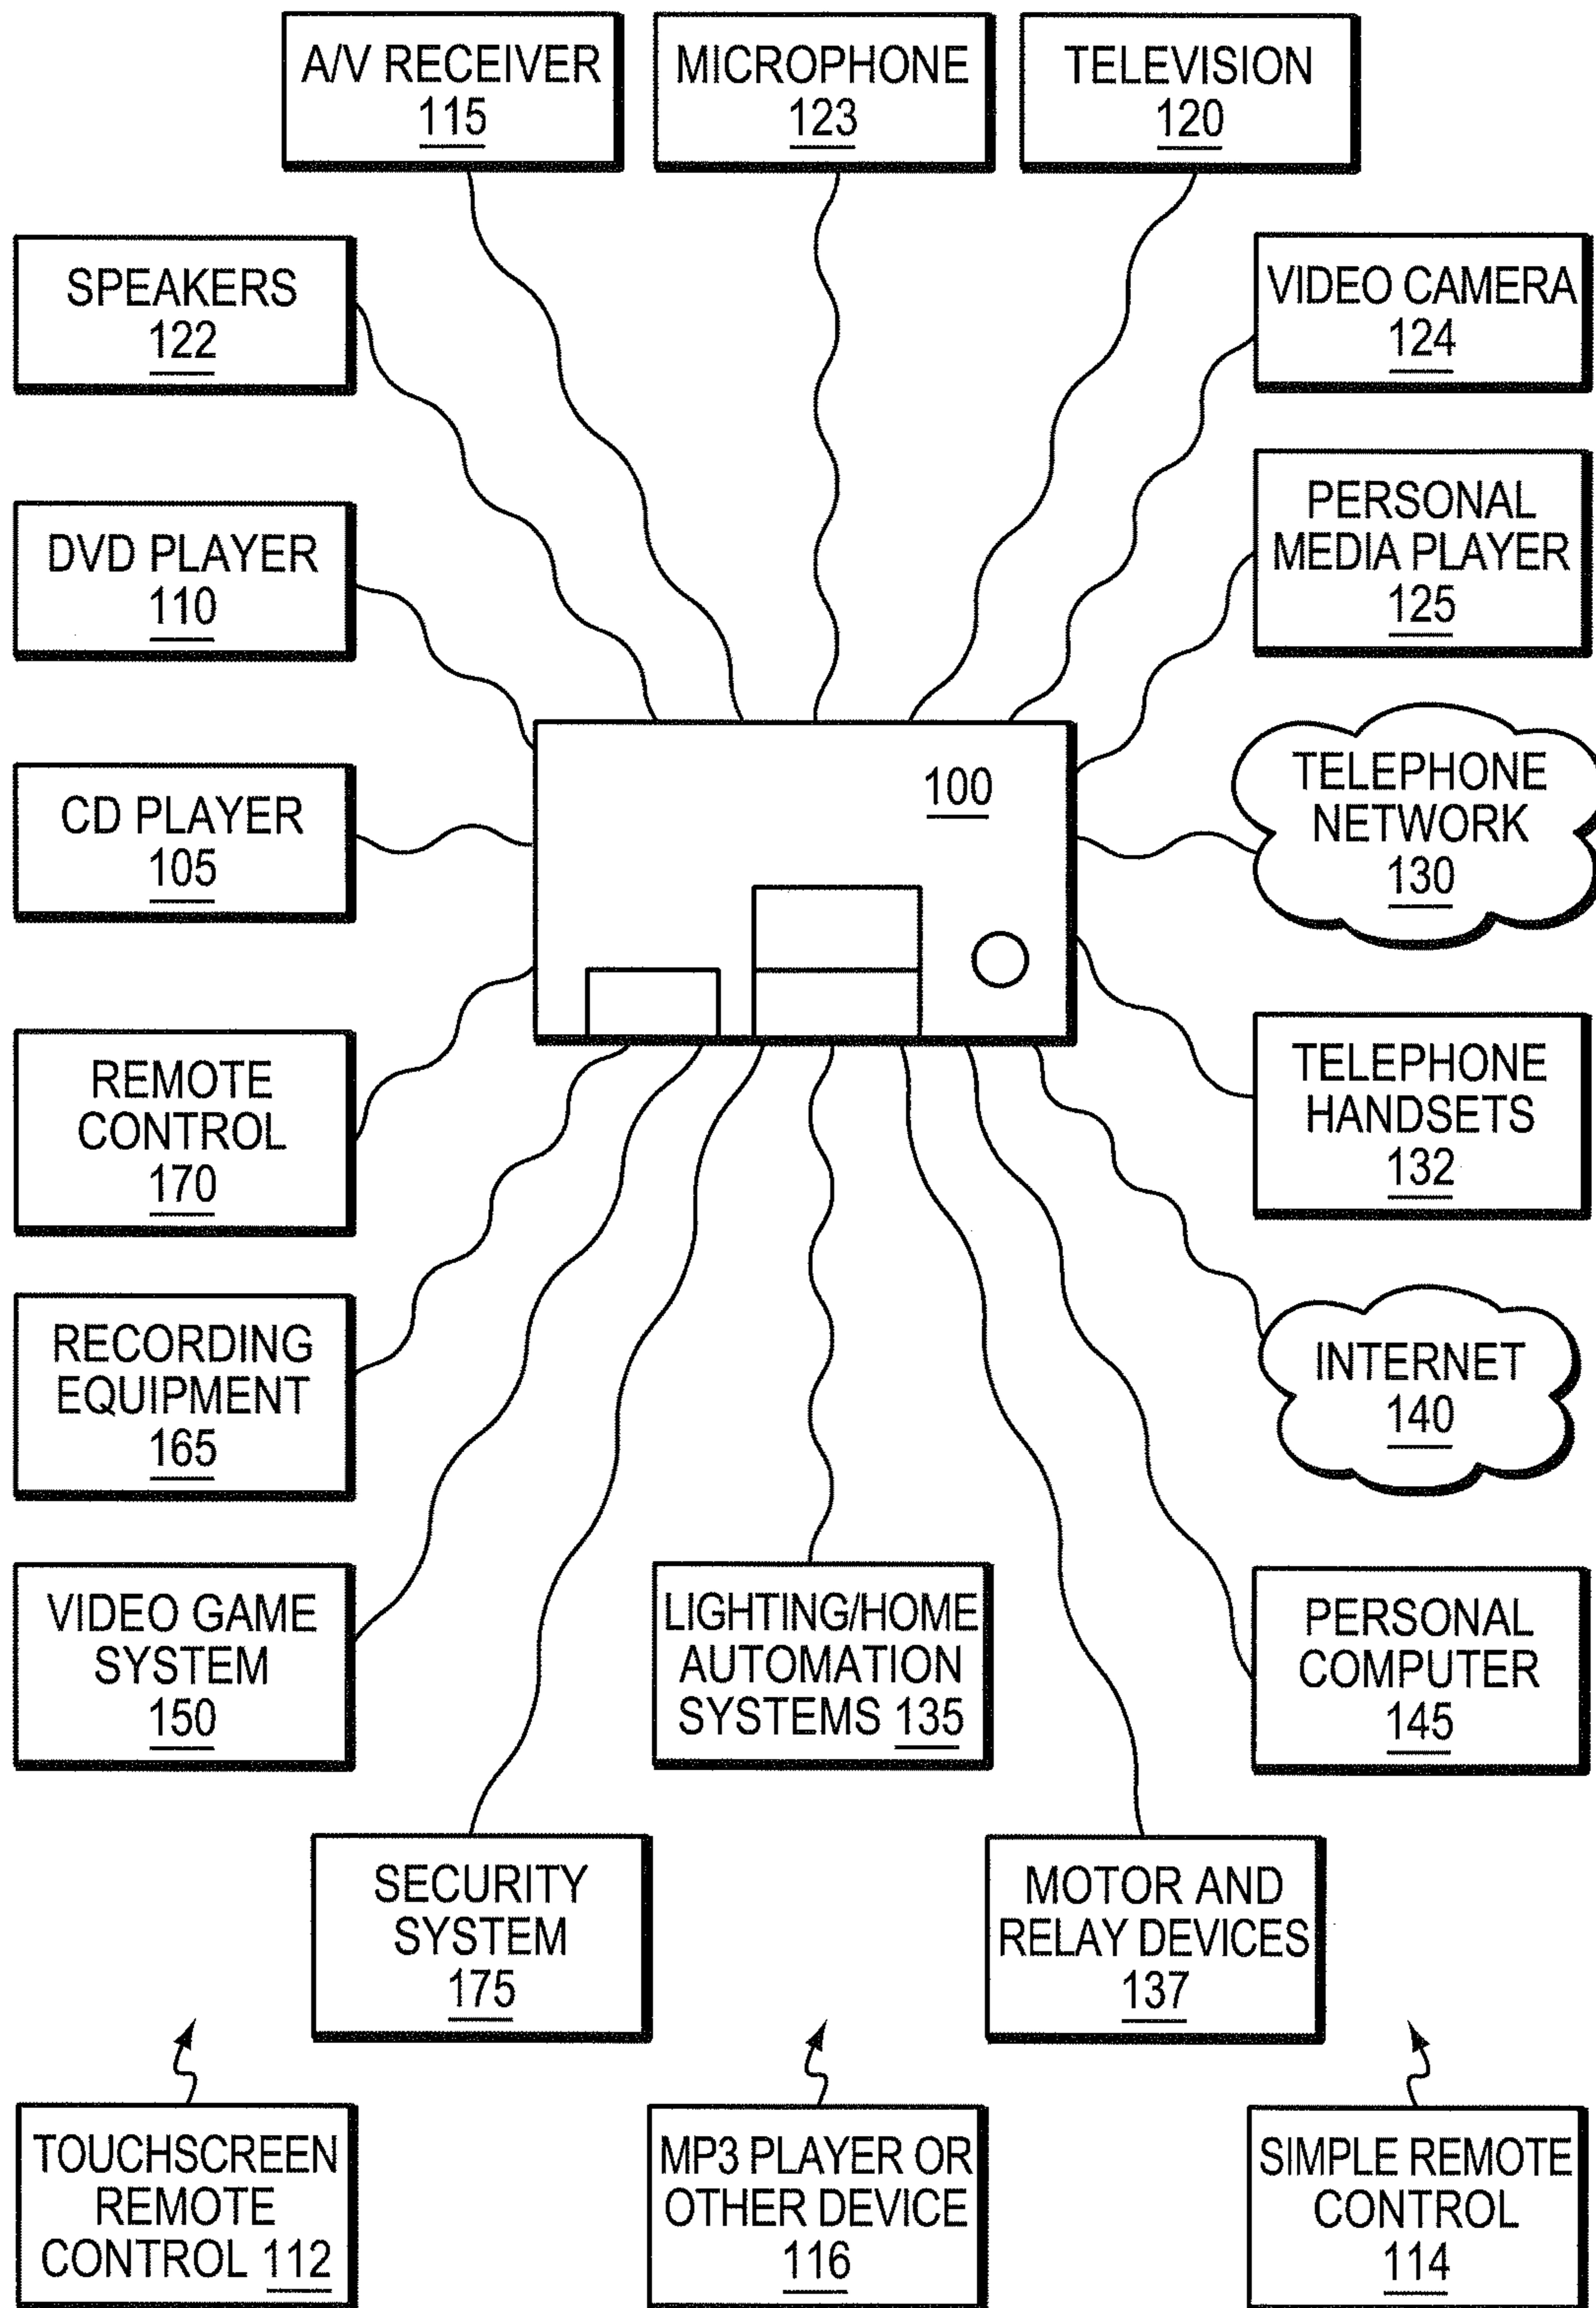 A/V RECEIVER
115
MICROPHONE
123
TELEVISION
120
SPEAKERS
122
VIDEO CAMERA
124
DVD PLAYER
110
PERSONAL
MEDIA PLAYER
125
CD PLAYER
105
100
TELEPHONE
NETWORK
130
REMOTE
CONTROL
170
TELEPHONE
HANDSETS
132
RECORDING
EQUIPMENT
165
INTERNET
140
VIDEO GAME
SYSTEM
150
LIGHTING/HOME
AUTOMATION
SYSTEMS 135
PERSONAL
COMPUTER
145
SECURITY
SYSTEM
175
MOTOR AND
RELAY DEVICES
137
TOUCHSCREEN
REMOTE
CONTROL 112
MP3 PLAYER OR
OTHER DEVICE
116
SIMPLE REMOTE
CONTROL
114